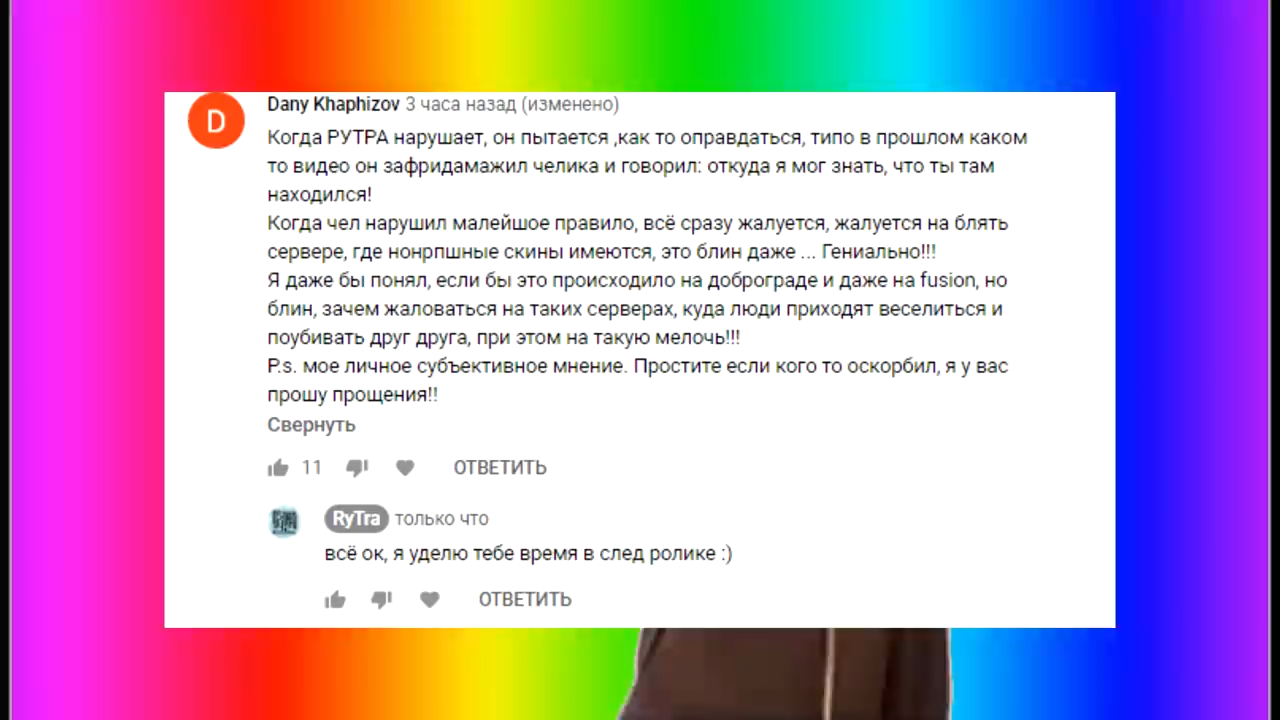 D
Dany Khaphizov 3 часа назад (изменено)
Когда РУТРА нарушает, он пытается ,как то оправдаться, типо в прошлом каком
то видео он зафридамажил челика и говорил: откуда я мог знать, что ты там
находился!
Когда чел нарушил малейшое правило, всё сразу жалуется, жалуется на блять
сервере, где нонрпшные скины имеются, это блин даже ... Гениально!!!
Я даже бы понял, если бы это происходило на доброграде и даже на fusion, но
блин, зачем жаловаться на таких серверах, куда люди приходят веселиться и
поубивать друг друга, при этом на такую мелочь!!!
P.s. мое личное субъективное мнение. Простите если кого то оскорбил, я у вас
прошу прощения!!
Свернуть
11 ОТВЕТИТЬ
RyTra только что
всё ок, я уделю тебе время в след ролике :)
ОТВЕТИТЬ